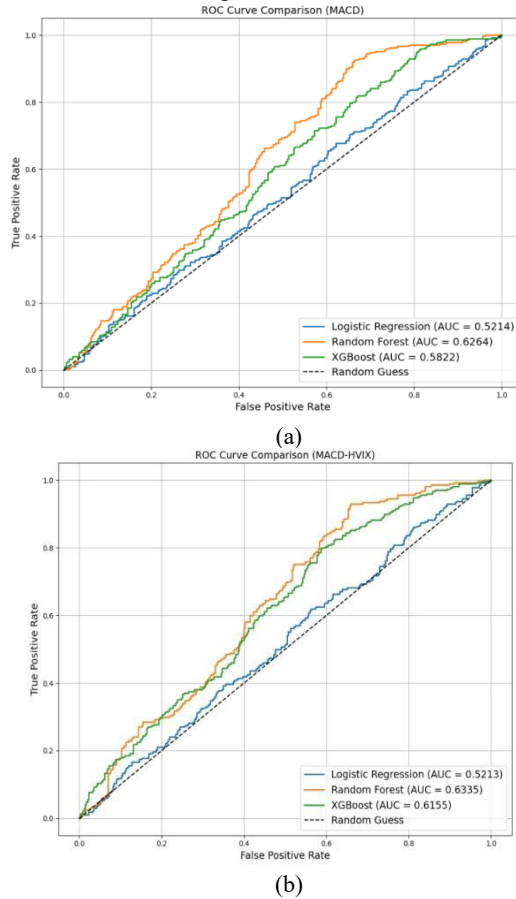 ROC Curve Comparison (MACD)
1.0
0.8
0.6
0.4
0.2
0.0
True Positive Rate
0.0 0.2 0.4 0.6 0.8 1.0
False Positive Rate
Logistic Regression (AUC = 0.5214)
Random Forest (AUC = 0.6264)
XGBoost (AUC = 0.5822)
Random Guess
(a)
ROC Curve Comparison (MACD-HVIX)
1.0
0.8
0.6
0.4
0.2
0.0
True Positive Rate
0.0 0.2 0.4 0.6 0.8 1.0
False Positive Rate
Logistic Regression (AUC = 0.5213)
Random Forest (AUC = 0.6335)
XGBoost (AUC = 0.6155)
Random Guess
(b)